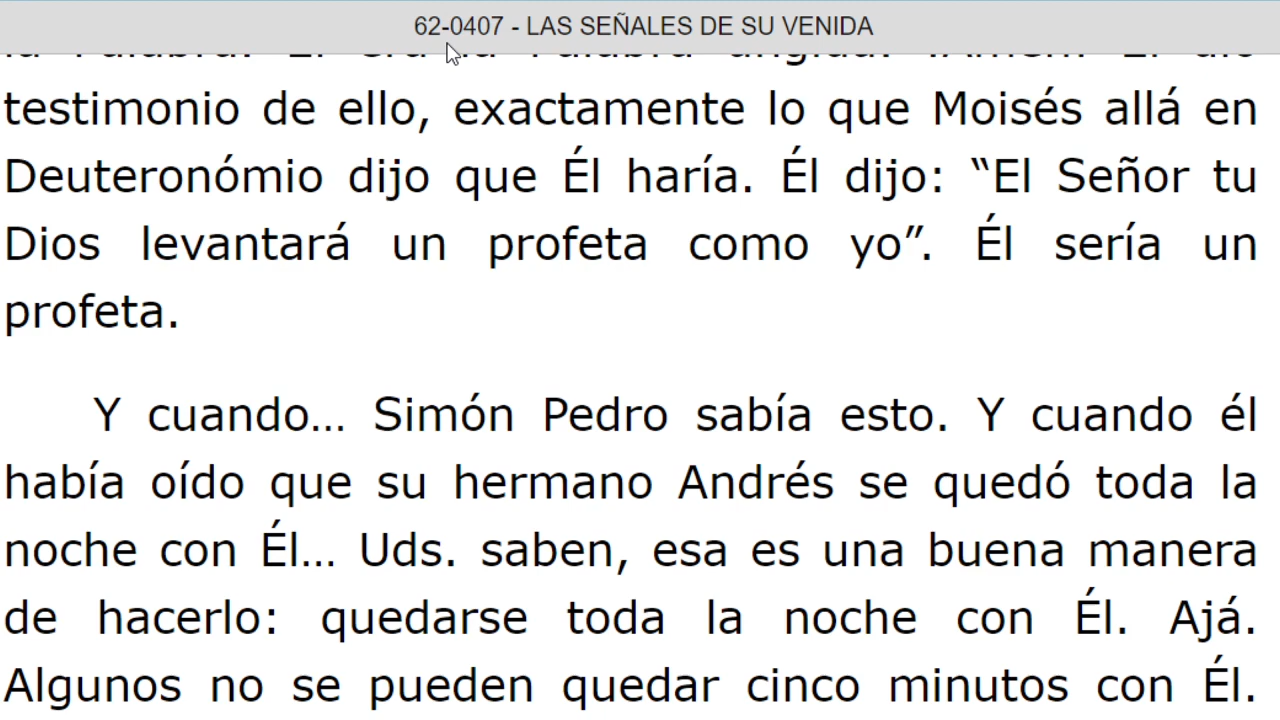 62-0407 - LAS SEÑALES DE SU VENIDA
testimonio de ello, exactamente lo que Moisés allá en
Deuteronómio dijo que Él haría. Él dijo: “El Señor tu
Dios levantará un profeta como yo”. Él sería un
profeta.
Y cuando… Simón Pedro sabía esto. Y cuando él
había oído que su hermano Andrés se quedó toda la
noche con Él… Uds. saben, esa es una buena manera
de hacerlo: quedarse toda la noche con Él. Ajá.
Algunos no se pueden quedar cinco minutos con Él.